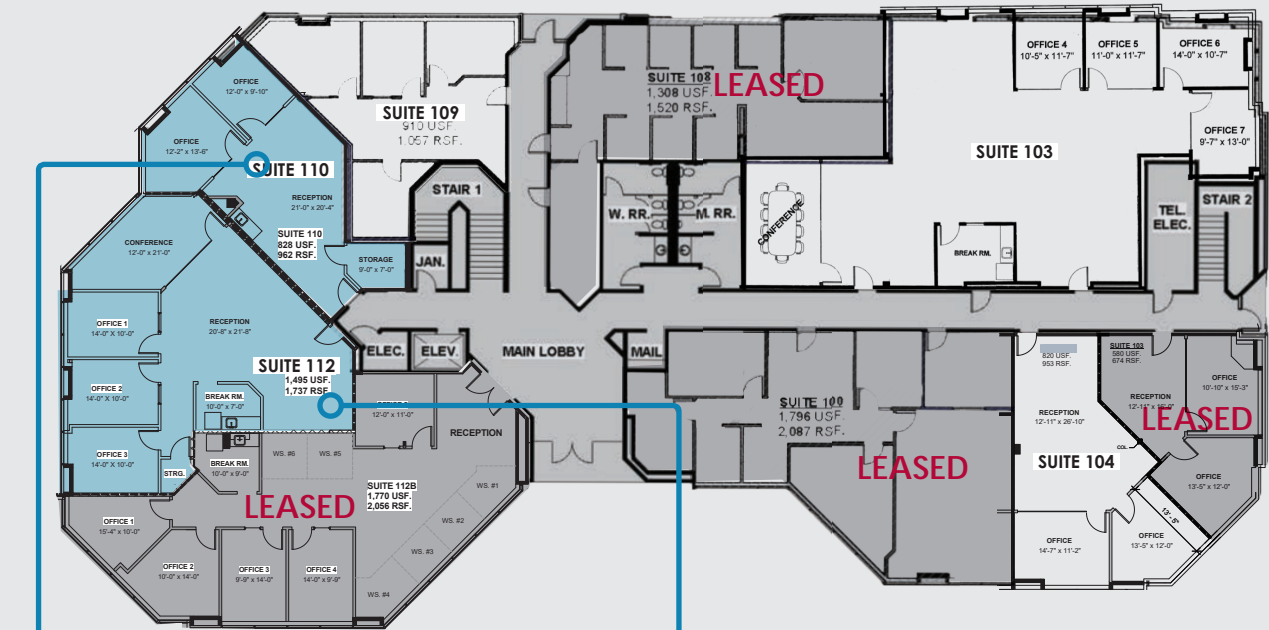 OFFICE
12'-0" x 9'-10"
OFFICE
12'-2" x 13'-6"
SUITE 110
RECEPTION
21'-0" x 20'-4"
SUITE 110
828 USF.
962 RSF.
STORAGE
9'-0" x 7'-0"
CONFERENCE
12'-0" x 21'-0"
SUITE 109
910 USF.
1,057 RSF.
STAIR 1
JAN.
SUITE 108
1,308 USF.
1,520 RSF.
LEASED
W. RR.
M. RR.
CONFERENCE
SUITE 103
OFFICE 4
10'-5" x 11'-7"
OFFICE 5
11'-0" x 11'-7"
OFFICE 6
14'-0" x 10'-7"
OFFICE 7
9'-7" x 13'-0"
BREAK RM.
TEL.
ELEC.
STAIR 2
OFFICE 1
14'-0" X 10'-0"
RECEPTION
20'-8" x 21'-8"
OFFICE 2
14'-0" X 10'-0"
OFFICE 3
14'-0" X 10'-0"
STRG.
BREAK RM.
10'-0" x 7'-0"
SUITE 112
1,495 USF.
1,737 RSF.
ELEC.
ELEV.
MAIN LOBBY
MAIL
12'-0" x 11'-0"
RECEPTION
BREAK RM.
10'-0" x 9'-0"
WS. #6
WS. #5
WS. #1
WS. #2
WS. #3
WS. #4
SUITE 112B
1,770 USF.
2,056 RSF.
LEASED
OFFICE 1
15'-4" x 10'-0"
OFFICE 2
10'-0" x 14'-0"
OFFICE 3
9'-9" x 14'-0"
OFFICE 4
14'-0" x 9'-9"
SUITE 100
1,796 USF.
2,087 RSF.
LEASED
820 USF.
953 RSF.
RECEPTION
12'-11" x 26'-10"
COL
SUITE 104
OFFICE
14'-7" x 11'-2"
OFFICE
13'-5" x 12'-0"
13'-5"
SUITE 103
580 USF.
674 RSF.
RECEPTION
OFFICE
10'-10" x 15'-3"
LEASED
OFFICE
13'-5" x 12'-0"